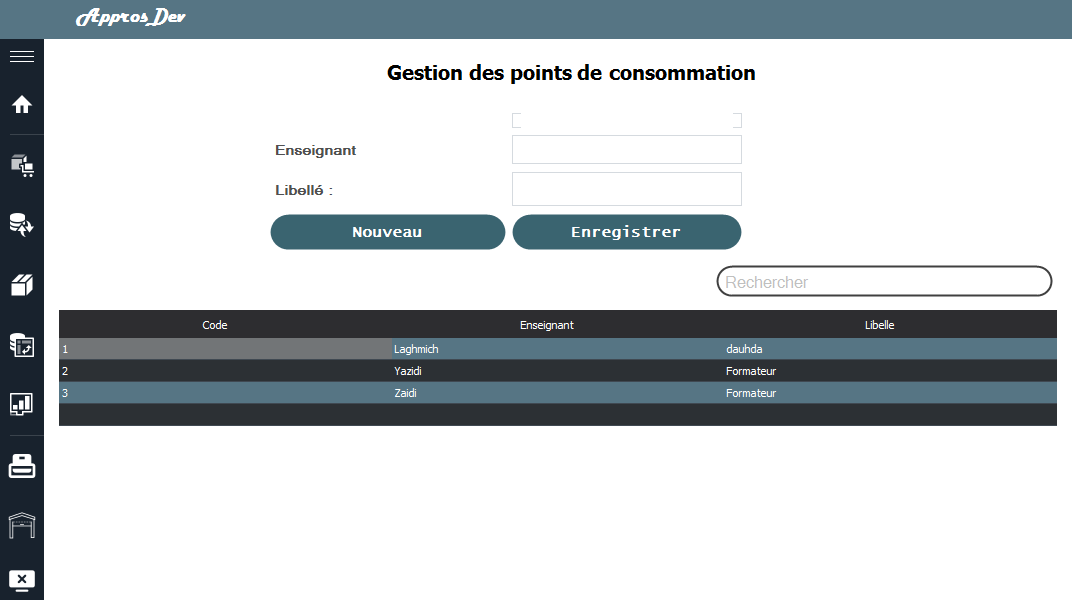 Appros Dev
Gestion des points de consommation
Enseignant
Libellé :
Nouveau Enregistrer
Rechercher
Code Enseignant Libelle
1 Laghmich dauhda
2 Yazidi Formateur
3 Zaidi Formateur